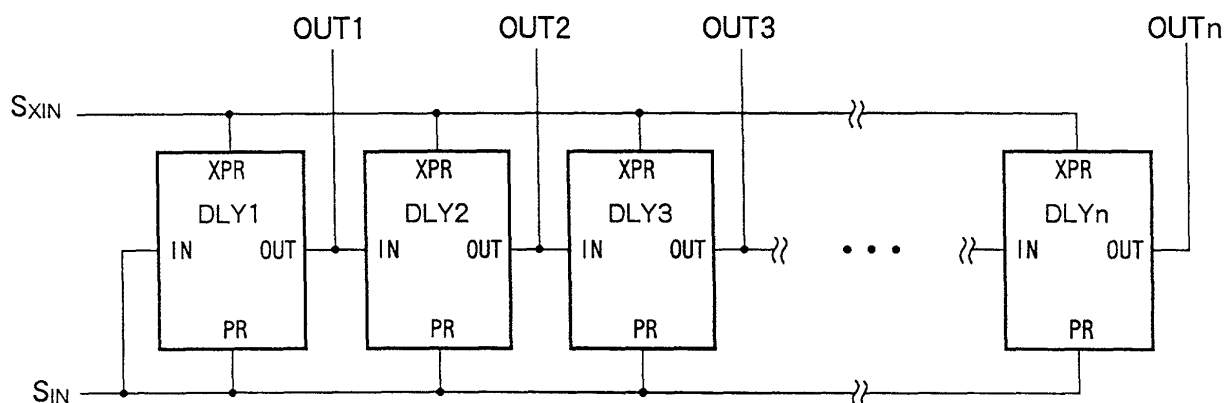 OUT1 OUT2 OUT3 OUTn
SXIN
XPR XPR XPR XPR
DLY1 DLY2 DLY3 DLYn
IN OUT IN OUT IN OUT IN OUT
PR PR PR PR
SIN